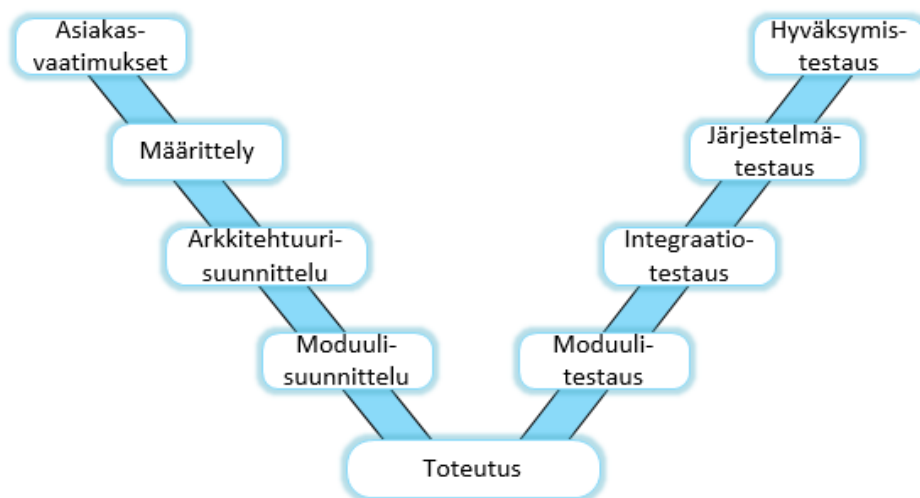 Asiakas-
vaatimukset
Määrittely
Arkkitehtuuri-
suunnittelu
Moduuli-
suunnittelu
Toteutus
Moduuli-
testaus
Integraatio-
testaus
Järjestelmä-
testaus
Hyväksymis-
testaus